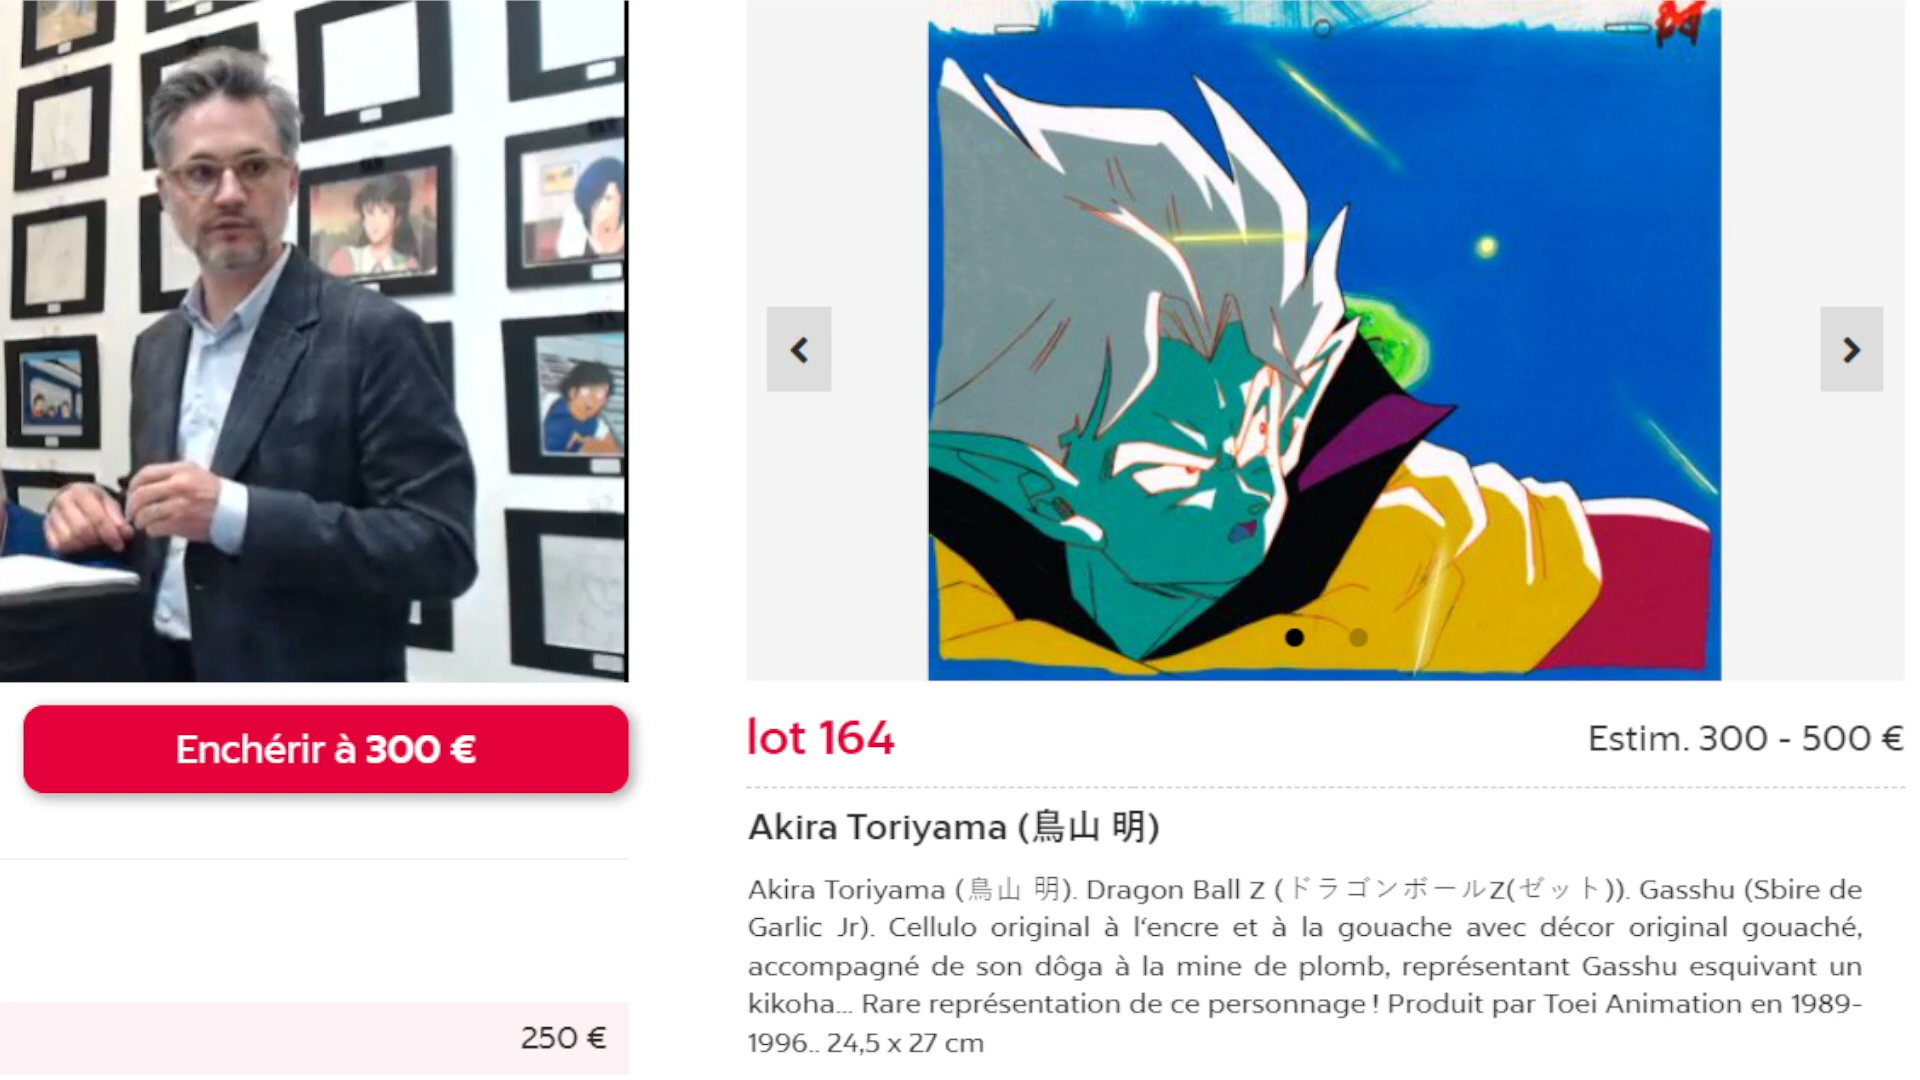 Enchérir à 300 €
250 €
lot 164
Estim. 300 - 500 €
Akira Toriyama (鳥山 明)
Akira Toriyama (鳥山 明). Dragon Ball Z (ドラゴンボールZ(ゼット)). Gasshu (Sbire de
Garlic Jr). Cellulo original à l'encre et à la gouache avec décor original gouaché,
accompagné de son dôga à la mine de plomb, représentant Gasshu esquivant un
kikoha... Rare représentation de ce personnage ! Produit par Toei Animation en 1989-
1996.. 24,5 x 27 cm